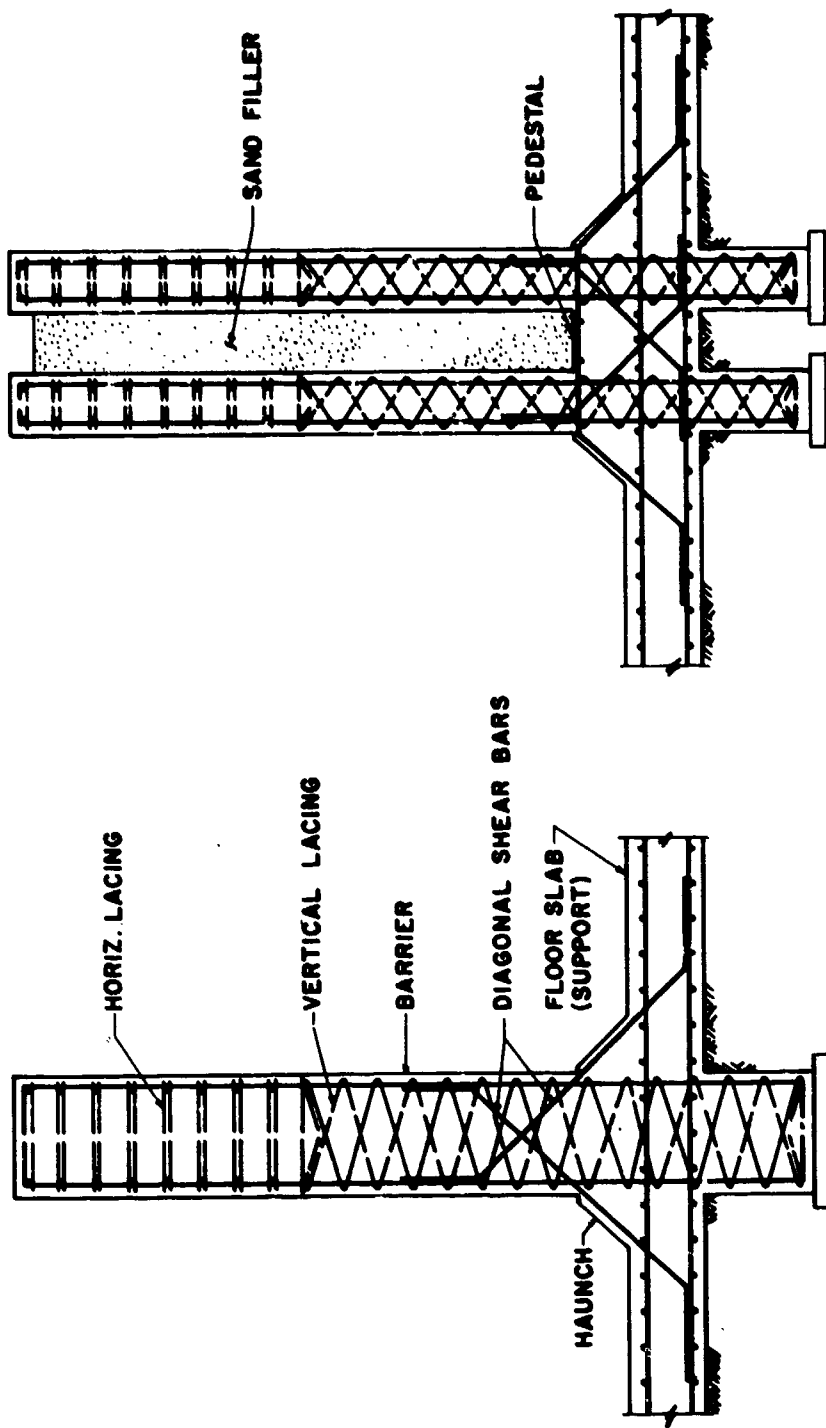 HORIZ. LACING
VERTICAL LACING
BARRIER
DIAGONAL SHEAR BARS
FLOOR SLAB
(SUPPORT)
HAUNCH
SAND FILLER
PEDESTAL